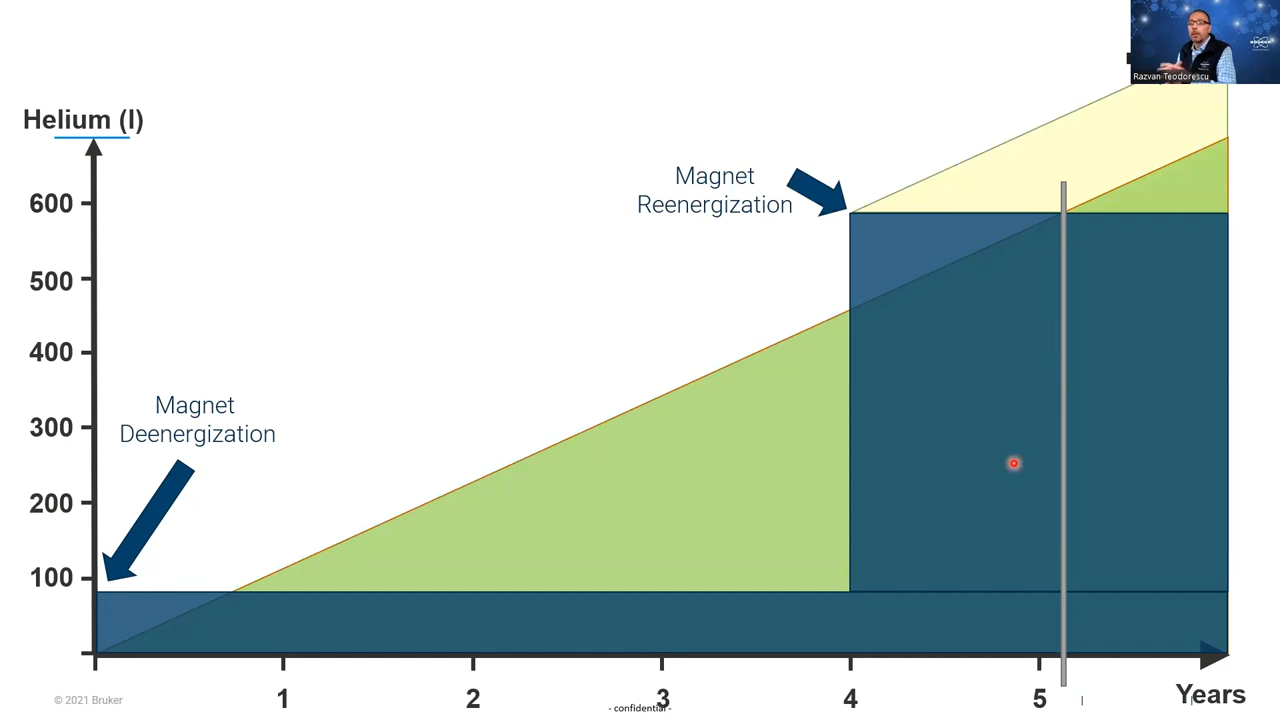 BRUKER
Razvan Teodorescu
Helium (l)
Magnet
Reenergization
600
500
400
Magnet
Deenergization
300
200
100
1
2
3
4
5
Years
© 2021 Bruker
- confidential -